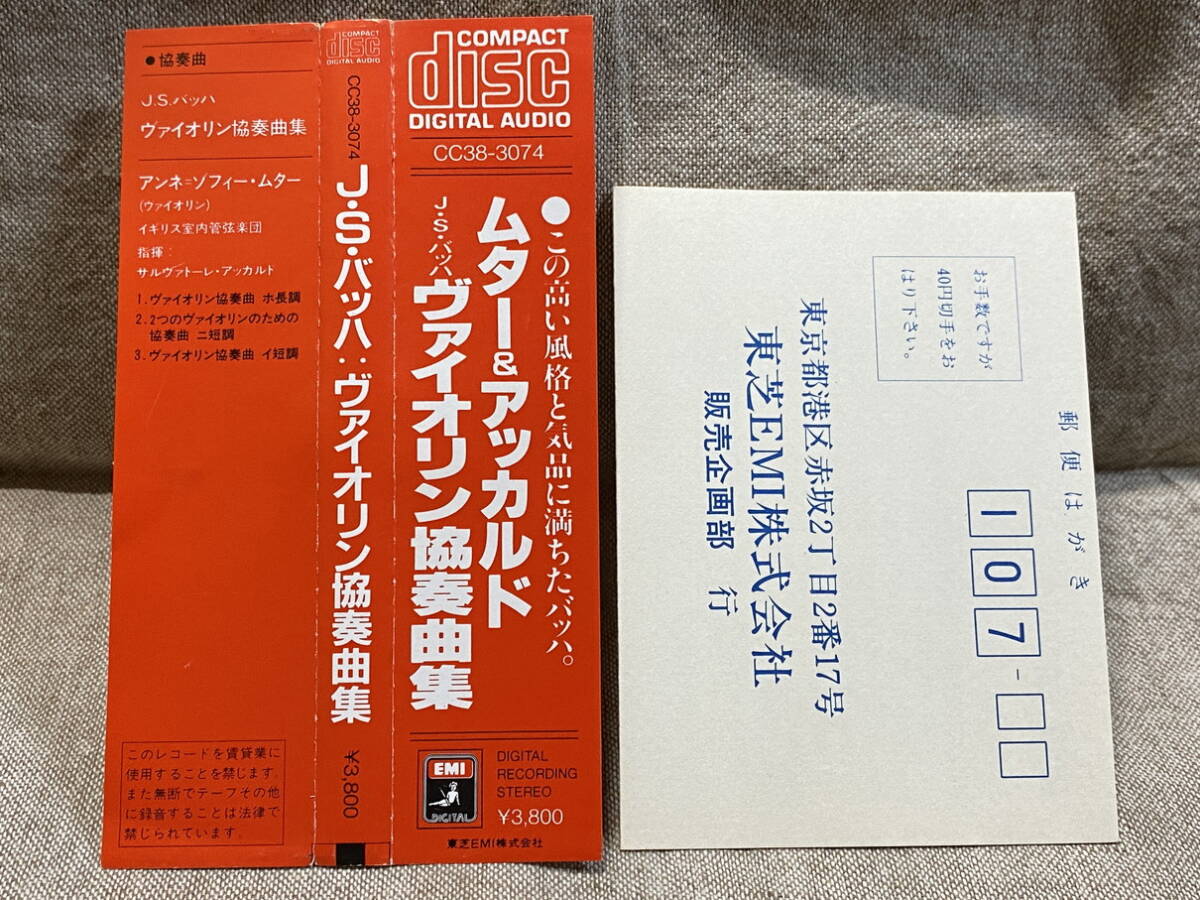 ●協奏曲
J.S.バッハ
ヴァイオリン協奏曲集
アンネ=ゾフィー・ムター
(ヴァイオリン)
イギリス室内管弦楽団
指揮:
サルヴァトーレ・アッカルト
1.ヴァイオリン協奏曲 ホ長調
2.2つのヴァイオリンのための
協奏曲 ニ短調
3.ヴァイオリン協奏曲 イ短調
このレコードを賃貸業に
使用することを禁じます。
また無断でテープその他
に録音することは法律で
禁じられています。
COMPACT
disc
DIGITAL AUDIO
CC38-3074
J・S・バッハ:ヴァイオリン協奏曲集
¥3,800
COMPACT
disc
DIGITAL AUDIO
CC38-3074
●この高い風格と気品に満ちたバッハ。
ムター&アッカルド
J・S・バッハ
ヴァイオリン協奏曲集
EMI
DIGITAL
DIGITAL
RECORDING
STEREO
¥3,800
東芝EMI株式会社
郵便はがき
107-
お手数ですが
40円切手をお
はり下さい。
東京都港区赤坂2丁目2番17号
東芝EMI株式会社
販売企画部 行